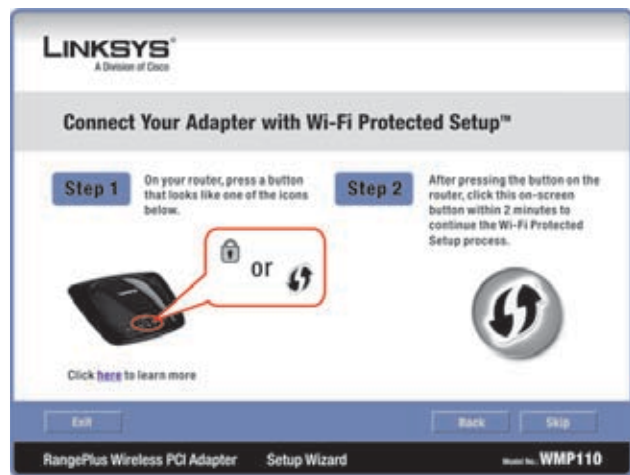 LINKSYS®
A Division of Cisco
Connect Your Adapter with Wi-Fi Protected Setup™
Step 1
On your router, press a button
that looks like one of the icons
below.
or
Click here to learn more
Step 2
After pressing the button on the
router, click this on-screen
button within 2 minutes to
continue the Wi-Fi Protected
Setup process.
Exit
Back
Skip
RangePlus Wireless PCI Adapter Setup Wizard
Model No. WMP110